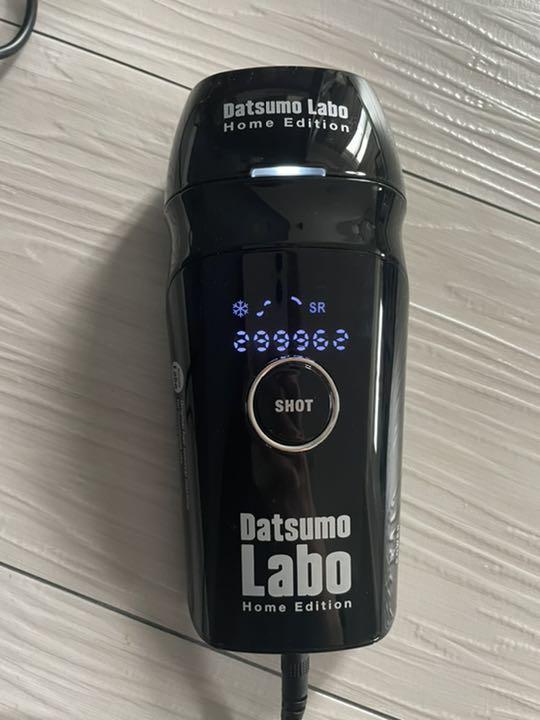 Datsumo Labo
Home Edition
SR
299962
SHOT
Datsumo
Labo
Home Edition